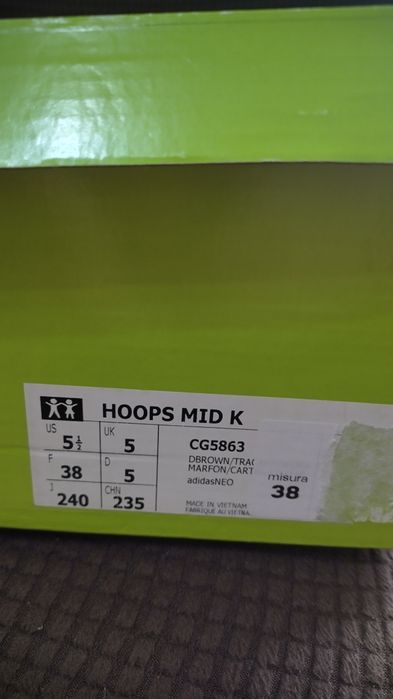 HOOPS MID K
US 5½ UK 5 CG5863
F 38 D 5 DBROWN/TRAC
MARFON/CART
adidasNEO
J 240 CHN 235
MADE IN VIETNAM
FABRIQUE AU VIETNA
misura
38